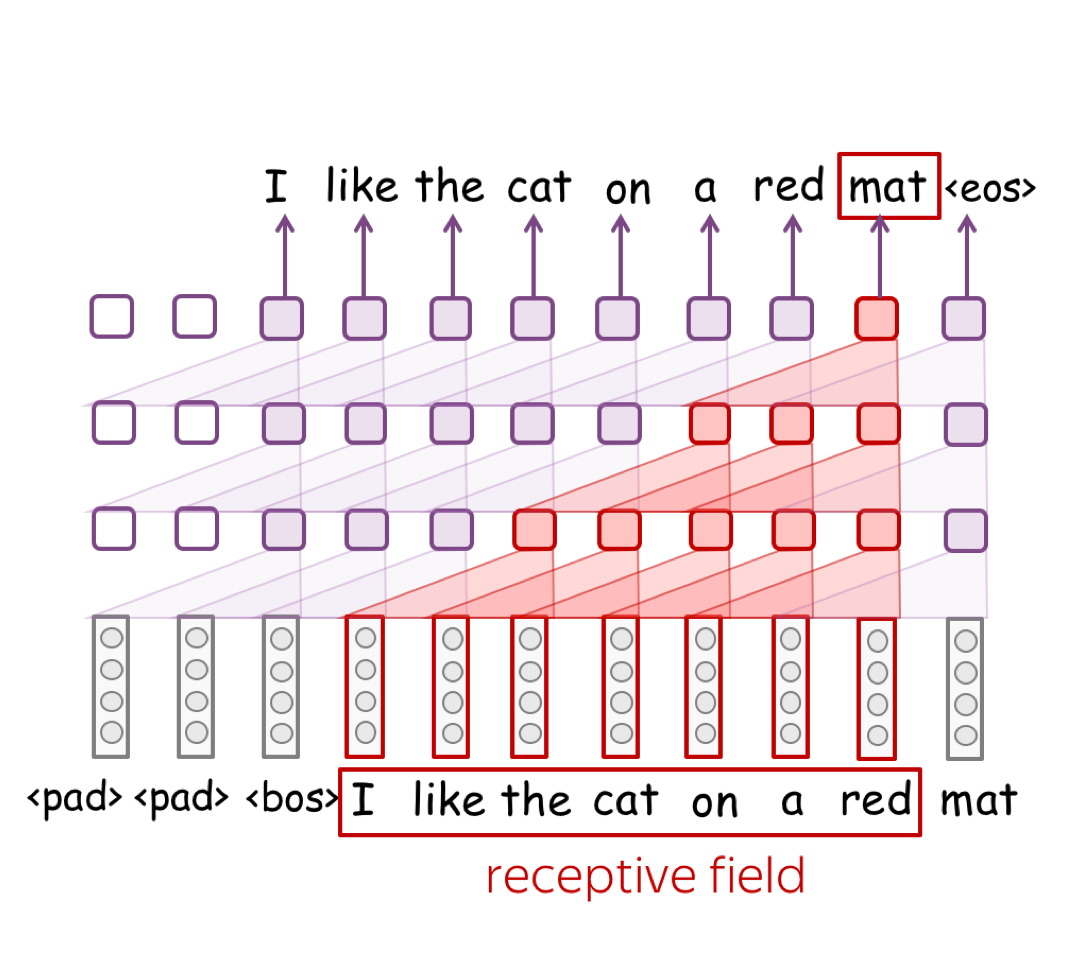 I like the cat on a red mat <eos>
<pad> <pad> <bos> I like the cat on a red mat
receptive field